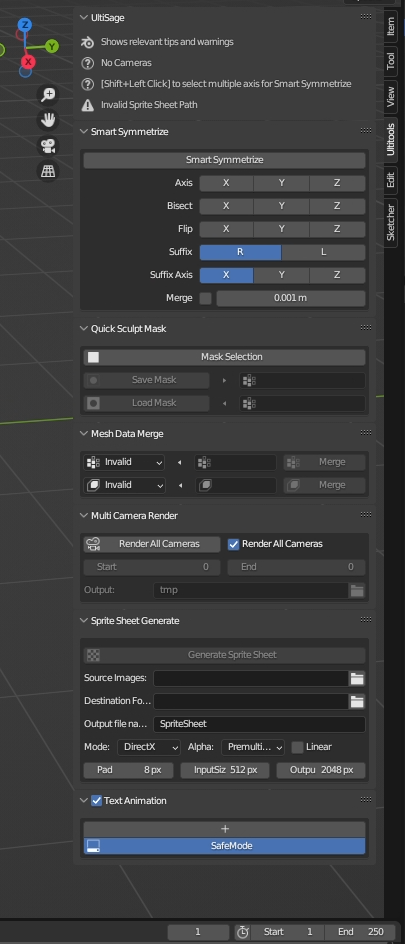 UltiSage
Z
Y
X
Shows relevant tips and warnings
No Cameras
[Shift+Left Click] to select multiple axis for Smart Symmetrize
Invalid Sprite Sheet Path
Item
Tool
View
Ultitools
Edit
Sketcher
Smart Symmetrize
Smart Symmetrize
Axis X Y Z
Bisect X Y Z
Flip X Y Z
Suffix R L
Suffix Axis X Y Z
Merge 0.001 m
Quick Sculpt Mask
Mask Selection
Save Mask
Load Mask
Mesh Data Merge
Invalid Merge
Invalid Merge
Multi Camera Render
Render All Cameras Render All Cameras
Start 0 End 0
Output: tmp
Sprite Sheet Generate
Generate Sprite Sheet
Source Images:
Destination Fo...
Output file na... SpriteSheet
Mode: DirectX Alpha: Premulti... Linear
Pad 8 px InputSiz 512 px Outpu 2048 px
Text Animation
+
SafeMode
1 Start 1 End 250